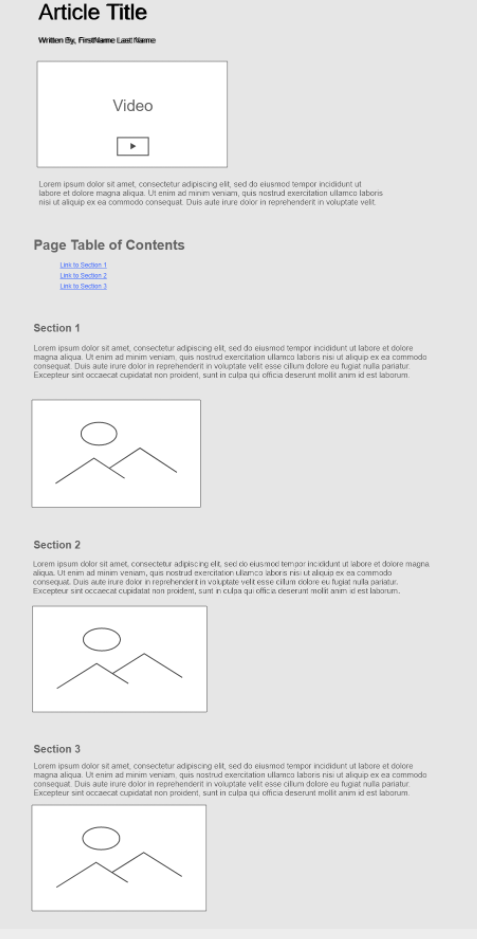 Article Title
Written By, FirstName Last Name
Video
Lorem ipsum dolor sit amet, consectetur adipiscing elit, sed do eiusmod tempor incididunt ut
labore et dolore magna aliqua. Ut enim ad minim veniam, quis nostrud exercitation ullamco laboris
nisi ut aliquip ex ea commodo consequat. Duis aute irure dolor in reprehenderit in voluptate velit.
Page Table of Contents
Link to Section 1
Link to Section 2
Link to Section 3
Section 1
Lorem ipsum dolor sit amet, consectetur adipiscing elit, sed do eiusmod tempor incididunt ut labore et dolore
magna aliqua. Ut enim ad minim veniam, quis nostrud exercitation ullamco laboris nisi ut aliquip ex ea commodo
consequat. Duis aute irure dolor in reprehenderit in voluptate velit esse cillum dolore eu fugiat nulla pariatur.
Excepteur sint occaecat cupidatat non proident, sunt in culpa qui officia deserunt mollit anim id est laborum.
Section 2
Lorem ipsum dolor sit amet, consectetur adipiscing elit, sed do eiusmod tempor incididunt ut labore et dolore magna
aliqua. Ut enim ad minim veniam, quis nostrud exercitation ullamco laboris nisi ut aliquip ex ea commodo
consequat. Duis aute irure dolor in reprehenderit in voluptate velit esse cillum dolore eu fugiat nulla pariatur.
Excepteur sint occaecat cupidatat non proident, sunt in culpa qui officia deserunt mollit anim id est laborum.
Section 3
Lorem ipsum dolor sit amet, consectetur adipiscing elit, sed do eiusmod tempor incididunt ut labore et dolore
magna aliqua. Ut enim ad minim veniam, quis nostrud exercitation ullamco laboris nisi ut aliquip ex ea commodo
consequat. Duis aute irure dolor in reprehenderit in voluptate velit esse cillum dolore eu fugiat nulla pariatur.
Excepteur sint occaecat cupidatat non proident, sunt in culpa qui officia deserunt mollit anim id est laborum.